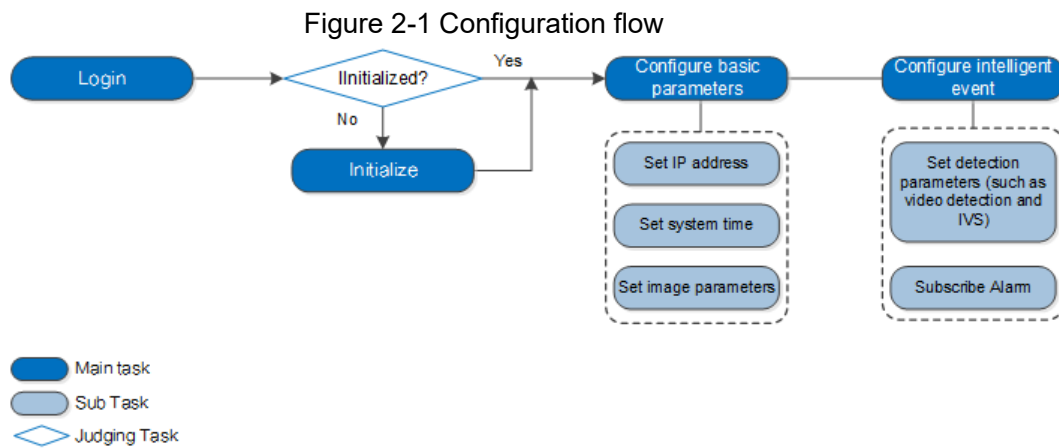 Figure 2-1 Configuration flow
Login
IInitialized?
Yes
No
Initialize
Configure basic
parameters
Configure intelligent
event
Set IP address
Set system time
Set image parameters
Set detection
parameters (such as
video detection and
IVS)
Subscribe Alarm
Main task
Sub Task
Judging Task